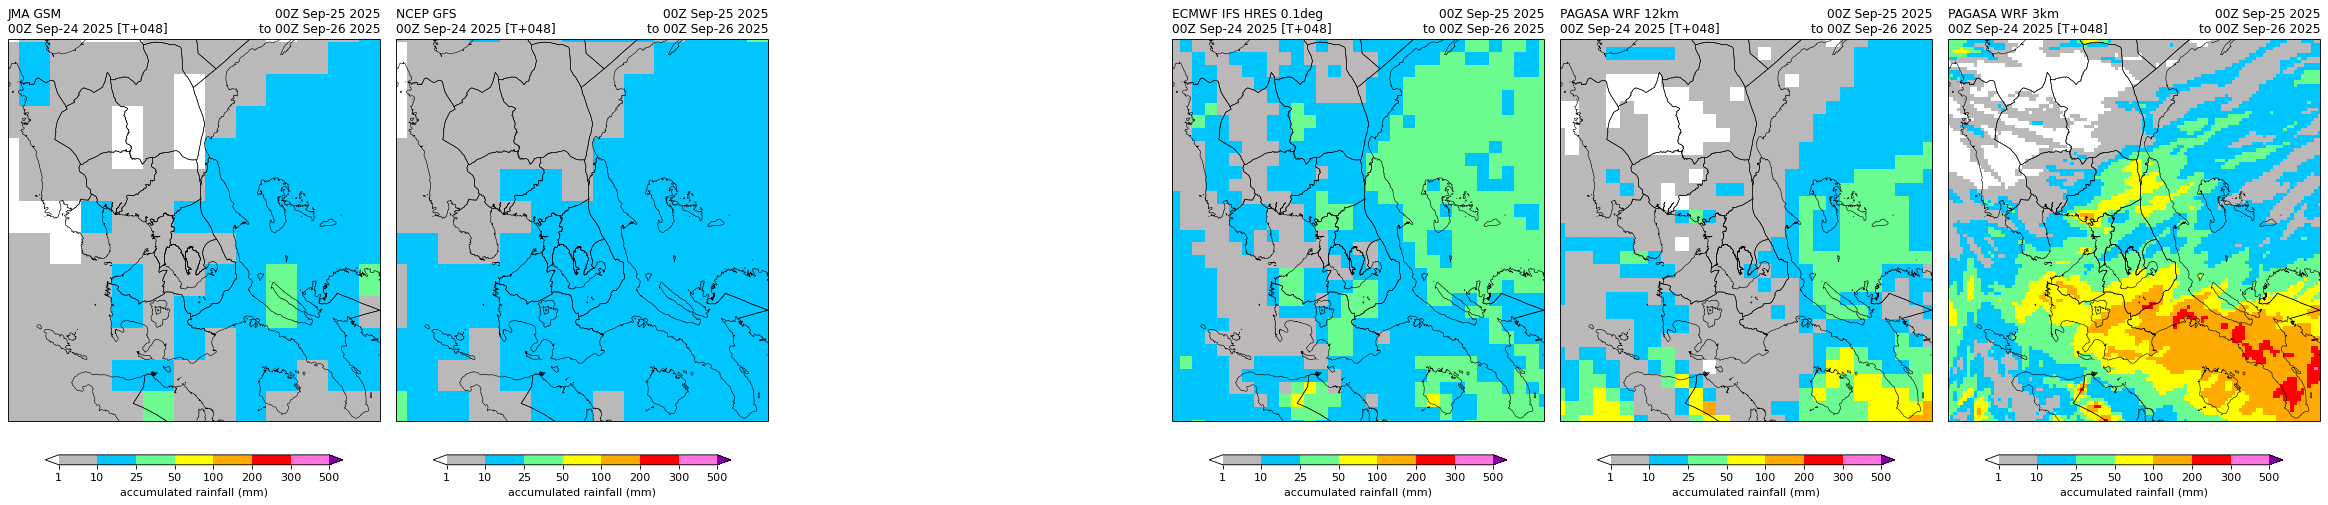 JMA GSM 00Z Sep-25 2025
00Z Sep-24 2025 [T+048] to 00Z Sep-26 2025
1 10 25 50 100 200 300 500
accumulated rainfall (mm)
NCEP GFS 00Z Sep-25 2025
00Z Sep-24 2025 [T+048] to 00Z Sep-26 2025
1 10 25 50 100 200 300 500
accumulated rainfall (mm)
ECMWF IFS HRES 0.1deg 00Z Sep-25 2025
00Z Sep-24 2025 [T+048] to 00Z Sep-26 2025
1 10 25 50 100 200 300 500
accumulated rainfall (mm)
PAGASA WRF 12km 00Z Sep-25 2025
00Z Sep-24 2025 [T+048] to 00Z Sep-26 2025
1 10 25 50 100 200 300 500
accumulated rainfall (mm)
PAGASA WRF 3km 00Z Sep-25 2025
00Z Sep-24 2025 [T+048] to 00Z Sep-26 2025
1 10 25 50 100 200 300 500
accumulated rainfall (mm)